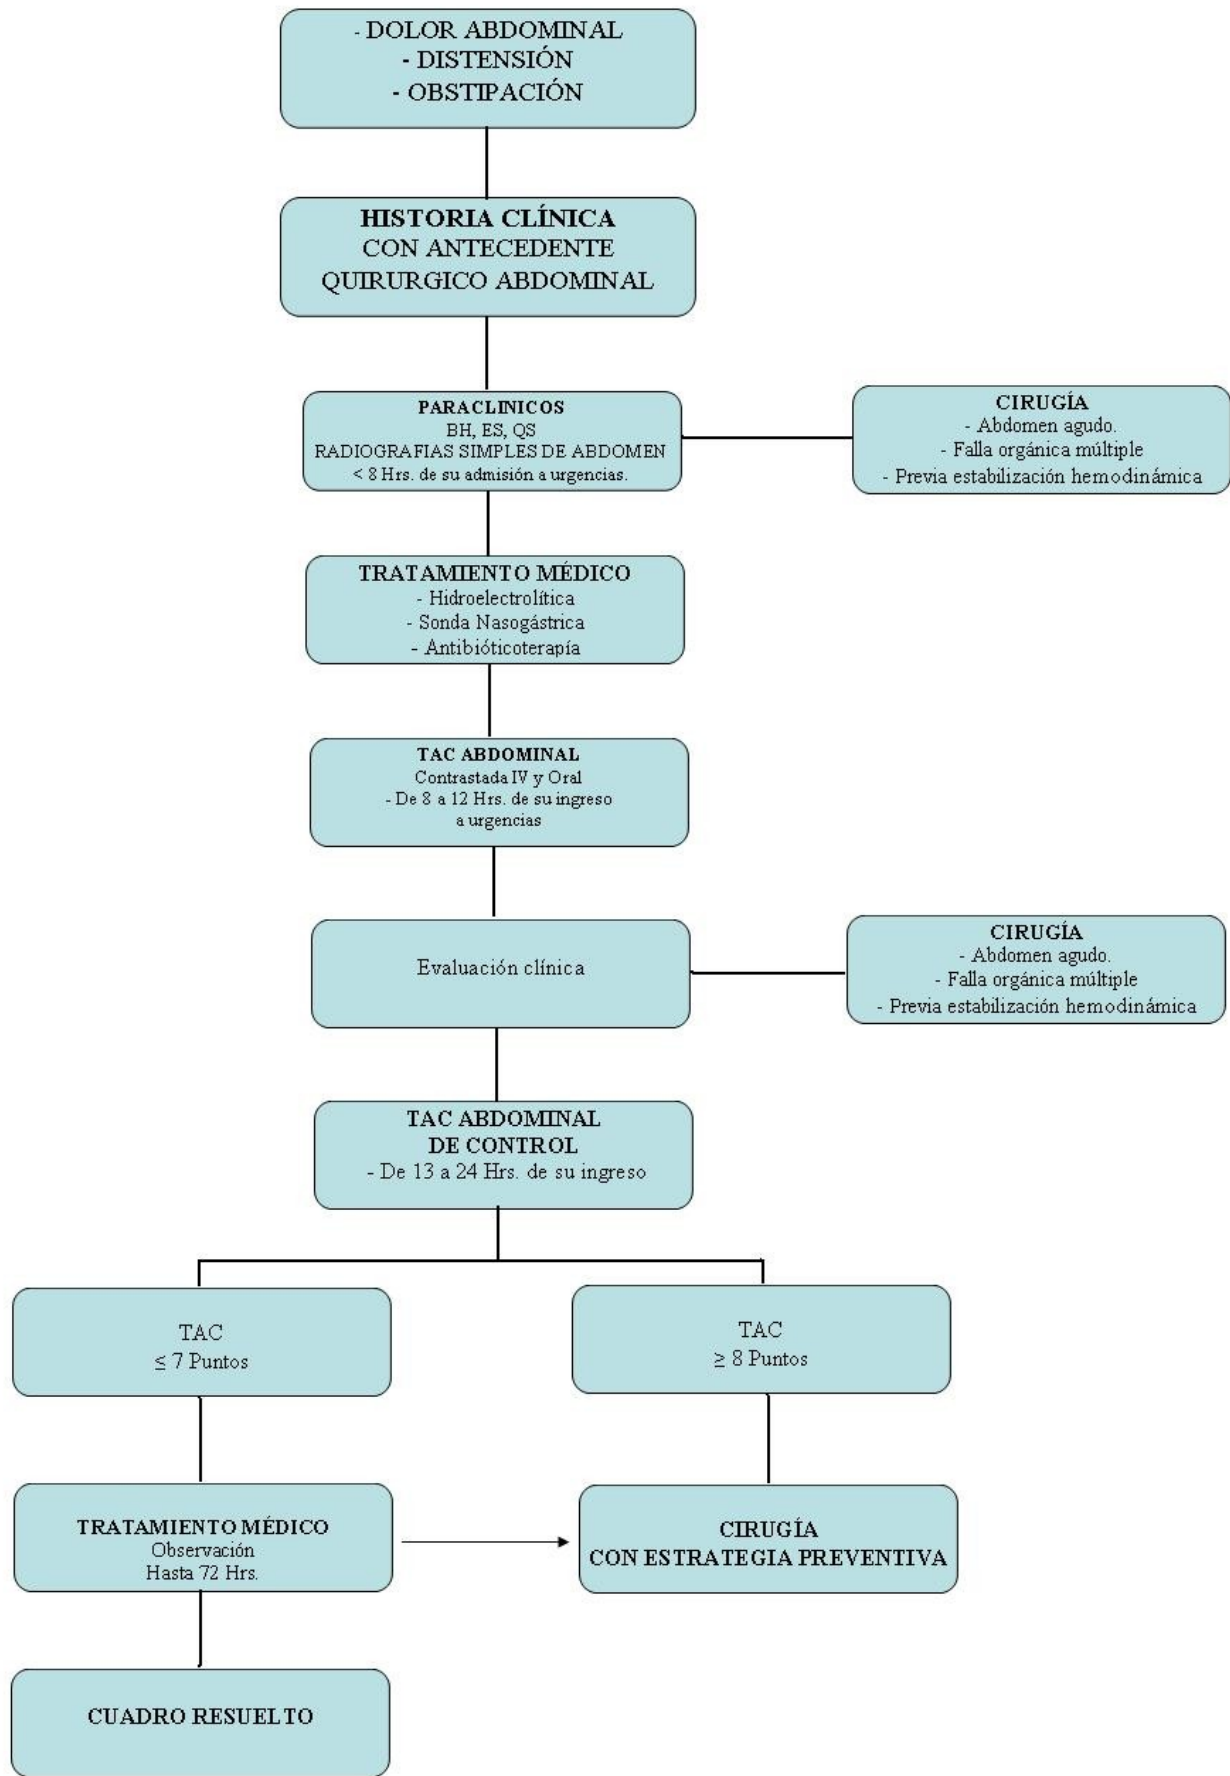 - DOLOR ABDOMINAL
- DISTENSIÓN
- OBSTIPACIÓN
HISTORIA CLÍNICA
CON ANTECEDENTE
QUIRURGICO ABDOMINAL
PARACLINICOS
BH, ES, QS
RADIOGRAFIAS SIMPLES DE ABDOMEN
< 8 Hrs. de su admisión a urgencias.
CIRUGÍA
- Abdomen agudo.
- Falla orgánica múltiple
- Previa estabilización hemodinámica
TRATAMIENTO MÉDICO
- Hidroelectrolítica
- Sonda Nasogástrica
- Antibióticoterapía
TAC ABDOMINAL
Contrastada IV y Oral
- De 8 a 12 Hrs. de su ingreso
a urgencias
Evaluación clínica
CIRUGÍA
- Abdomen agudo.
- Falla orgánica múltiple
- Previa estabilización hemodinámica
TAC ABDOMINAL
DE CONTROL
- De 13 a 24 Hrs. de su ingreso
TAC
≤ 7 Puntos
TAC
≥ 8 Puntos
TRATAMIENTO MÉDICO
Observación
Hasta 72 Hrs.
CIRUGÍA
CON ESTRATEGIA PREVENTIVA
CUADRO RESUELTO